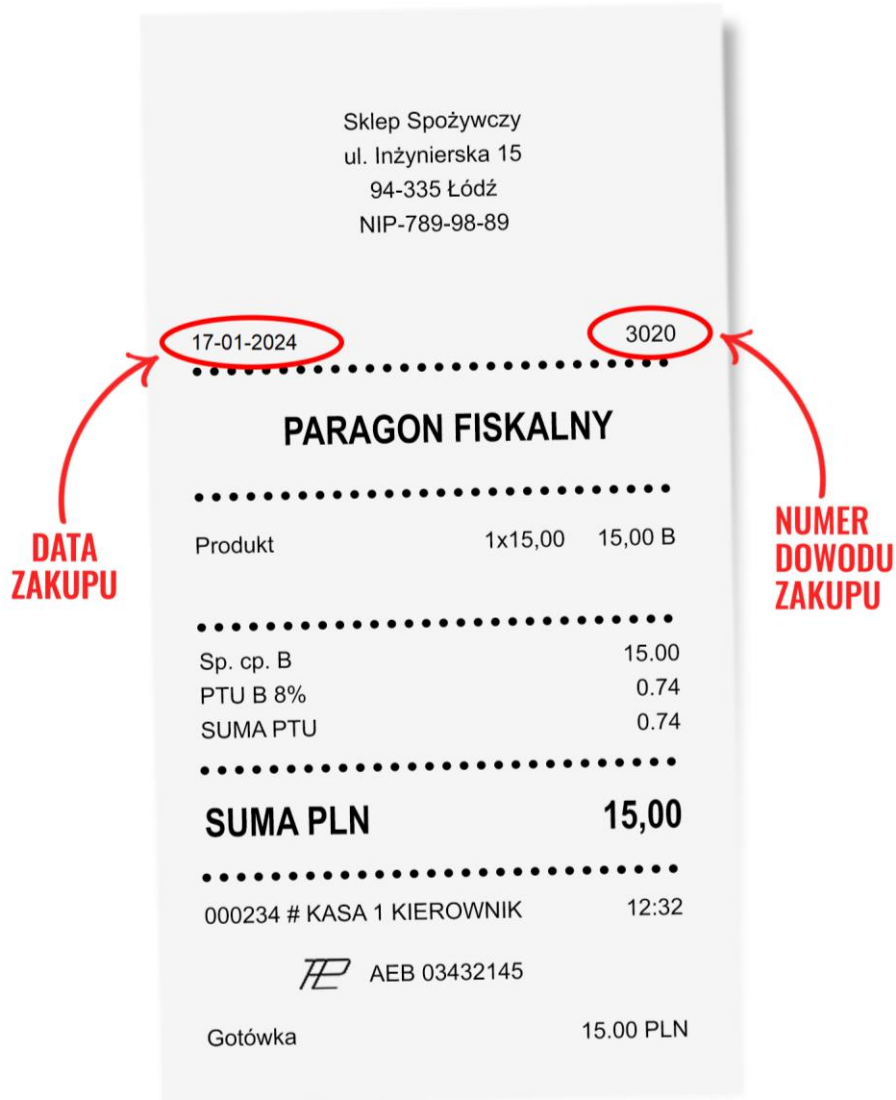 Sklep Spożywczy
ul. Inżynierska 15
94-335 Łódź
NIP-789-98-89
17-01-2024 3020
PARAGON FISKALNY
DATA
ZAKUPU
NUMER
DOWODU
ZAKUPU
Produkt 1x15,00 15,00 B
Sp. cp. B 15.00
PTU B 8% 0.74
SUMA PTU 0.74
SUMA PLN 15,00
000234 # KASA 1 KIEROWNIK 12:32
AEB 03432145
Gotówka 15.00 PLN